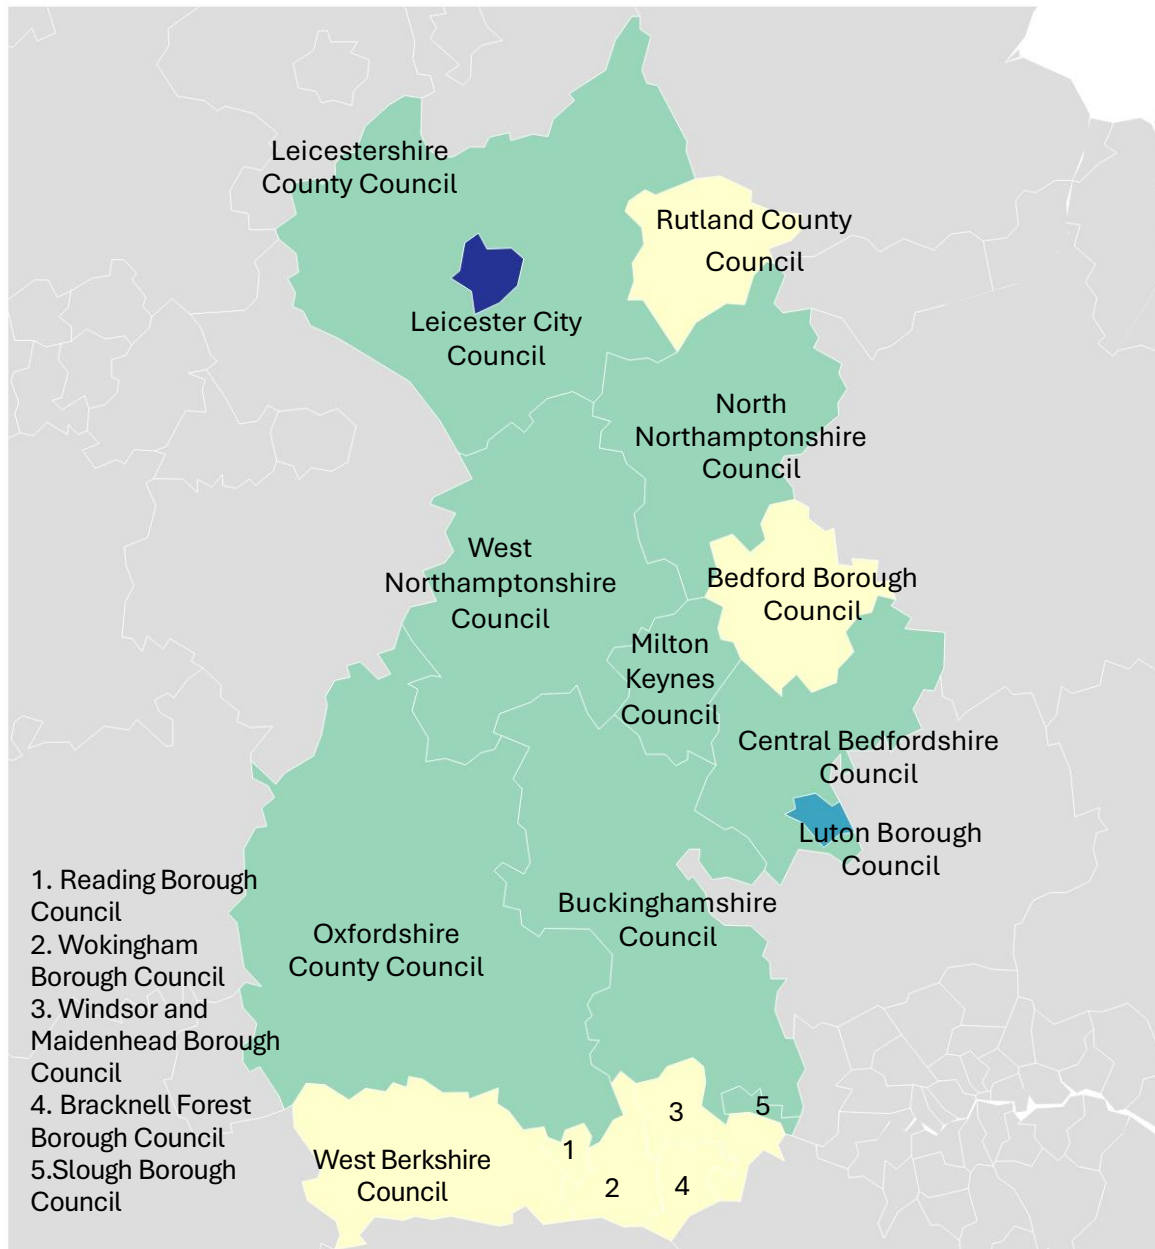 Leicestershire
County Council
Rutland County
Council
Leicester City
Council
North
Northamptonshire
Council
West
Northamptonshire
Council
Bedford Borough
Council
Milton
Keynes
Council
Central Bedfordshire
Council
Luton Borough
Council
Buckinghamshire
Council
Oxfordshire
County Council
1. Reading Borough
Council
2. Wokingham
Borough Council
3. Windsor and
Maidenhead Borough
Council
4. Bracknell Forest
Borough Council
5.Slough Borough
Council
West Berkshire
Council
1
2
3
4
5